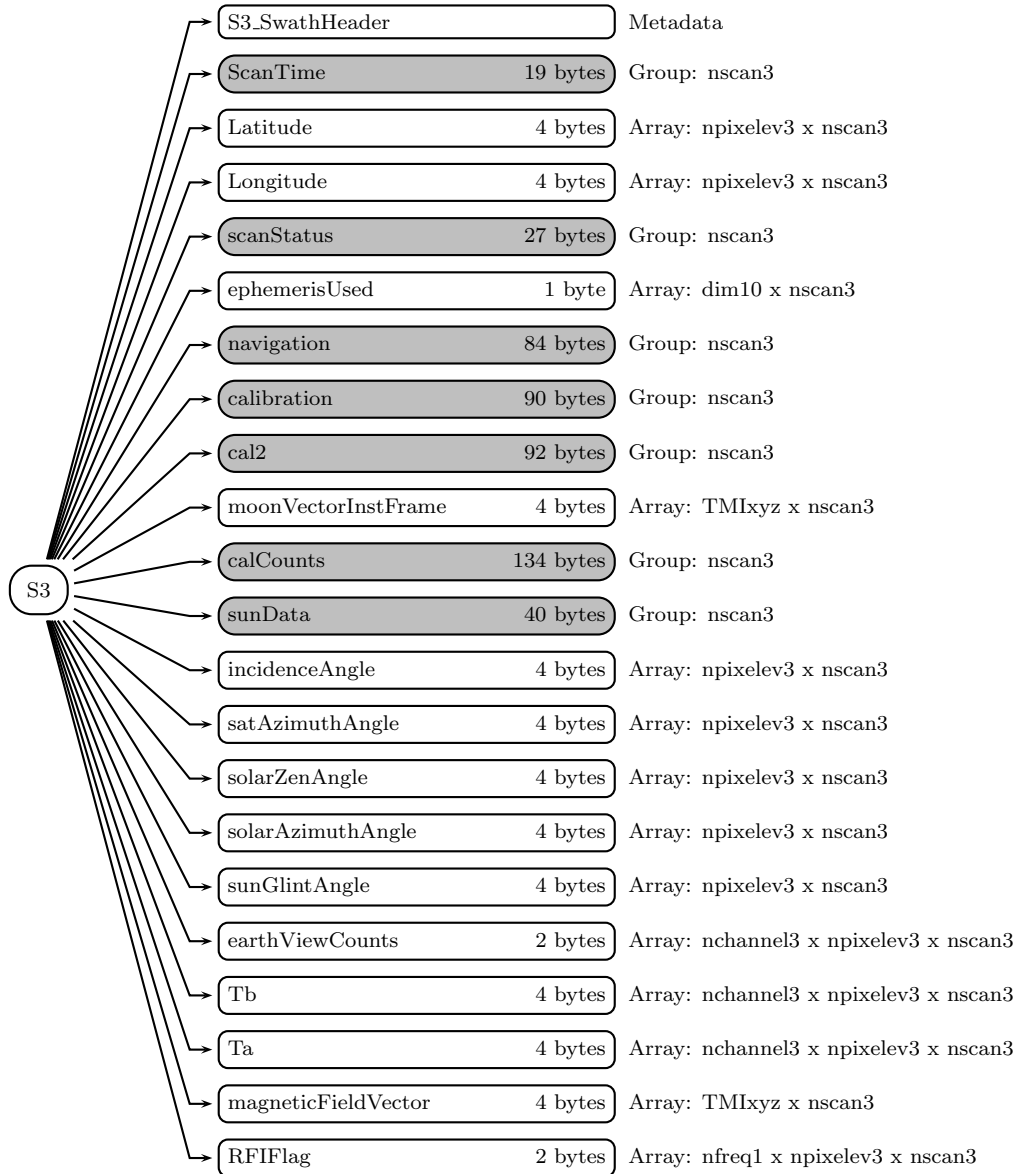 S3_SwathHeader Metadata
ScanTime 19 bytes Group: nscan3
Latitude 4 bytes Array: npixelev3 x nscan3
Longitude 4 bytes Array: npixelev3 x nscan3
scanStatus 27 bytes Group: nscan3
ephemerisUsed 1 byte Array: dim10 x nscan3
navigation 84 bytes Group: nscan3
calibration 90 bytes Group: nscan3
cal2 92 bytes Group: nscan3
moonVectorInstFrame 4 bytes Array: TMIxyz x nscan3
calCounts 134 bytes Group: nscan3
S3
sunData 40 bytes Group: nscan3
incidenceAngle 4 bytes Array: npixelev3 x nscan3
satAzimuthAngle 4 bytes Array: npixelev3 x nscan3
solarZenAngle 4 bytes Array: npixelev3 x nscan3
solarAzimuthAngle 4 bytes Array: npixelev3 x nscan3
sunGlintAngle 4 bytes Array: npixelev3 x nscan3
earthViewCounts 2 bytes Array: nchannel3 x npixelev3 x nscan3
Tb 4 bytes Array: nchannel3 x npixelev3 x nscan3
Ta 4 bytes Array: nchannel3 x npixelev3 x nscan3
magneticFieldVector 4 bytes Array: TMIxyz x nscan3
RFIFlag 2 bytes Array: nfreq1 x npixelev3 x nscan3